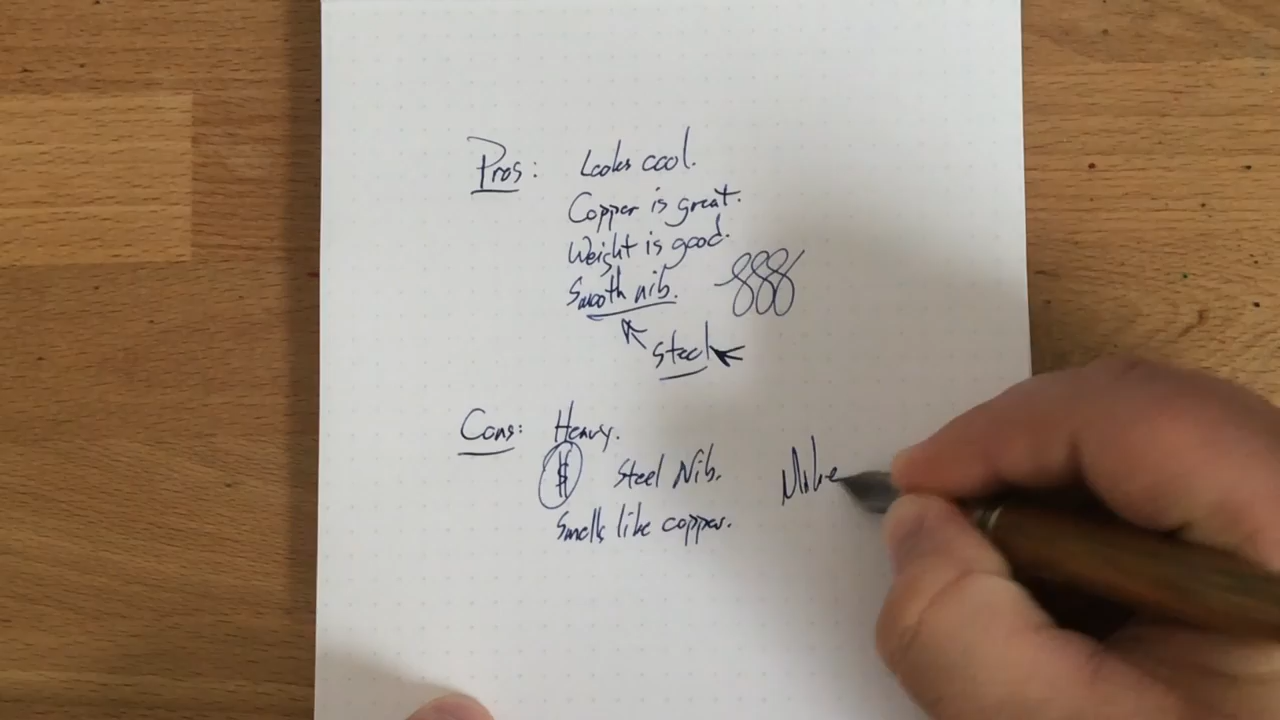 Pros: Looks cool.
Copper is great.
Weight is good.
Smooth nib. 888
steel
Cons: Heavy.
$ Steel Nib. Mike
Smells like copper.